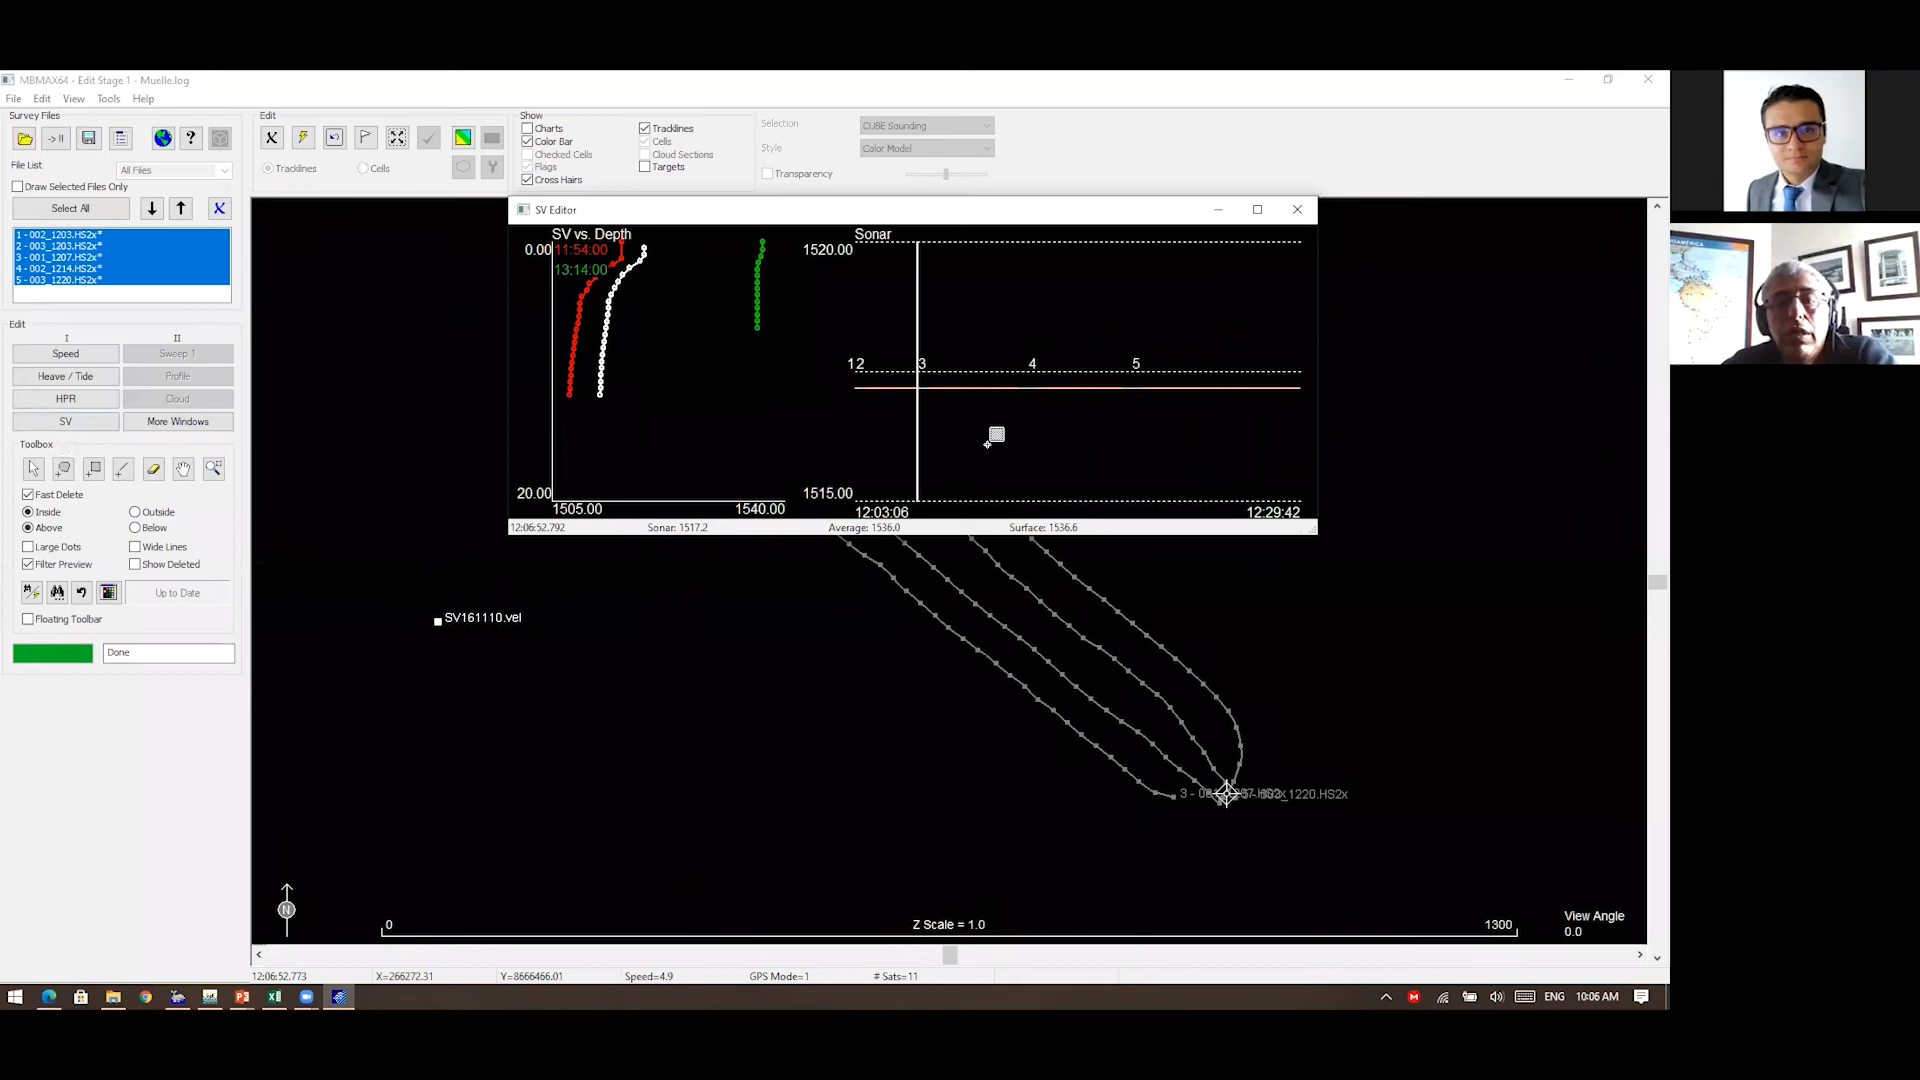 MBMAX64 - Edit Stage 1 - Muelle.log
File Edit View Tools Help
Survey Files
File List
All Files
Draw Selected Files Only
Select All
1 - 002_1203.HS2x*
2 - 003_1203.HS2x*
3 - 001_1207.HS2x*
4 - 002_1214.HS2x*
5 - 003_1220.HS2x*
Edit
I II
Speed Sweep 1
Heave / Tide Profile
HPR Cloud
SV More Windows
Toolbox
Fast Delete
Inside Outside
Above Below
Large Dots Wide Lines
Filter Preview Show Deleted
Up to Date
Floating Toolbar
Done
Edit
Tracklines Cells
Show
Charts Tracklines
Color Bar Cells
Checked Cells Cloud Sections
Flags Targets
Cross Hairs
Selection CUBE Sounding
Style Color Model
Transparency
SV Editor
SV vs. Depth
0.00 11:54:00
13:14:00
20.00
1505.00 1540.00
Sonar
1520.00
12 3 4 5
1515.00
12:03:06 12:29:42
12:06:52.792 Sonar: 1517.2 Average: 1536.0 Surface: 1536.6
SV161110.vel
1220.HS2x
N
0 Z Scale = 1.0 1300
View Angle
0.0
12:06:52.773 X=266272.31 Y=8666466.01 Speed=4.9 GPS Mode=1 # Sats=11
ENG 10:06 AM